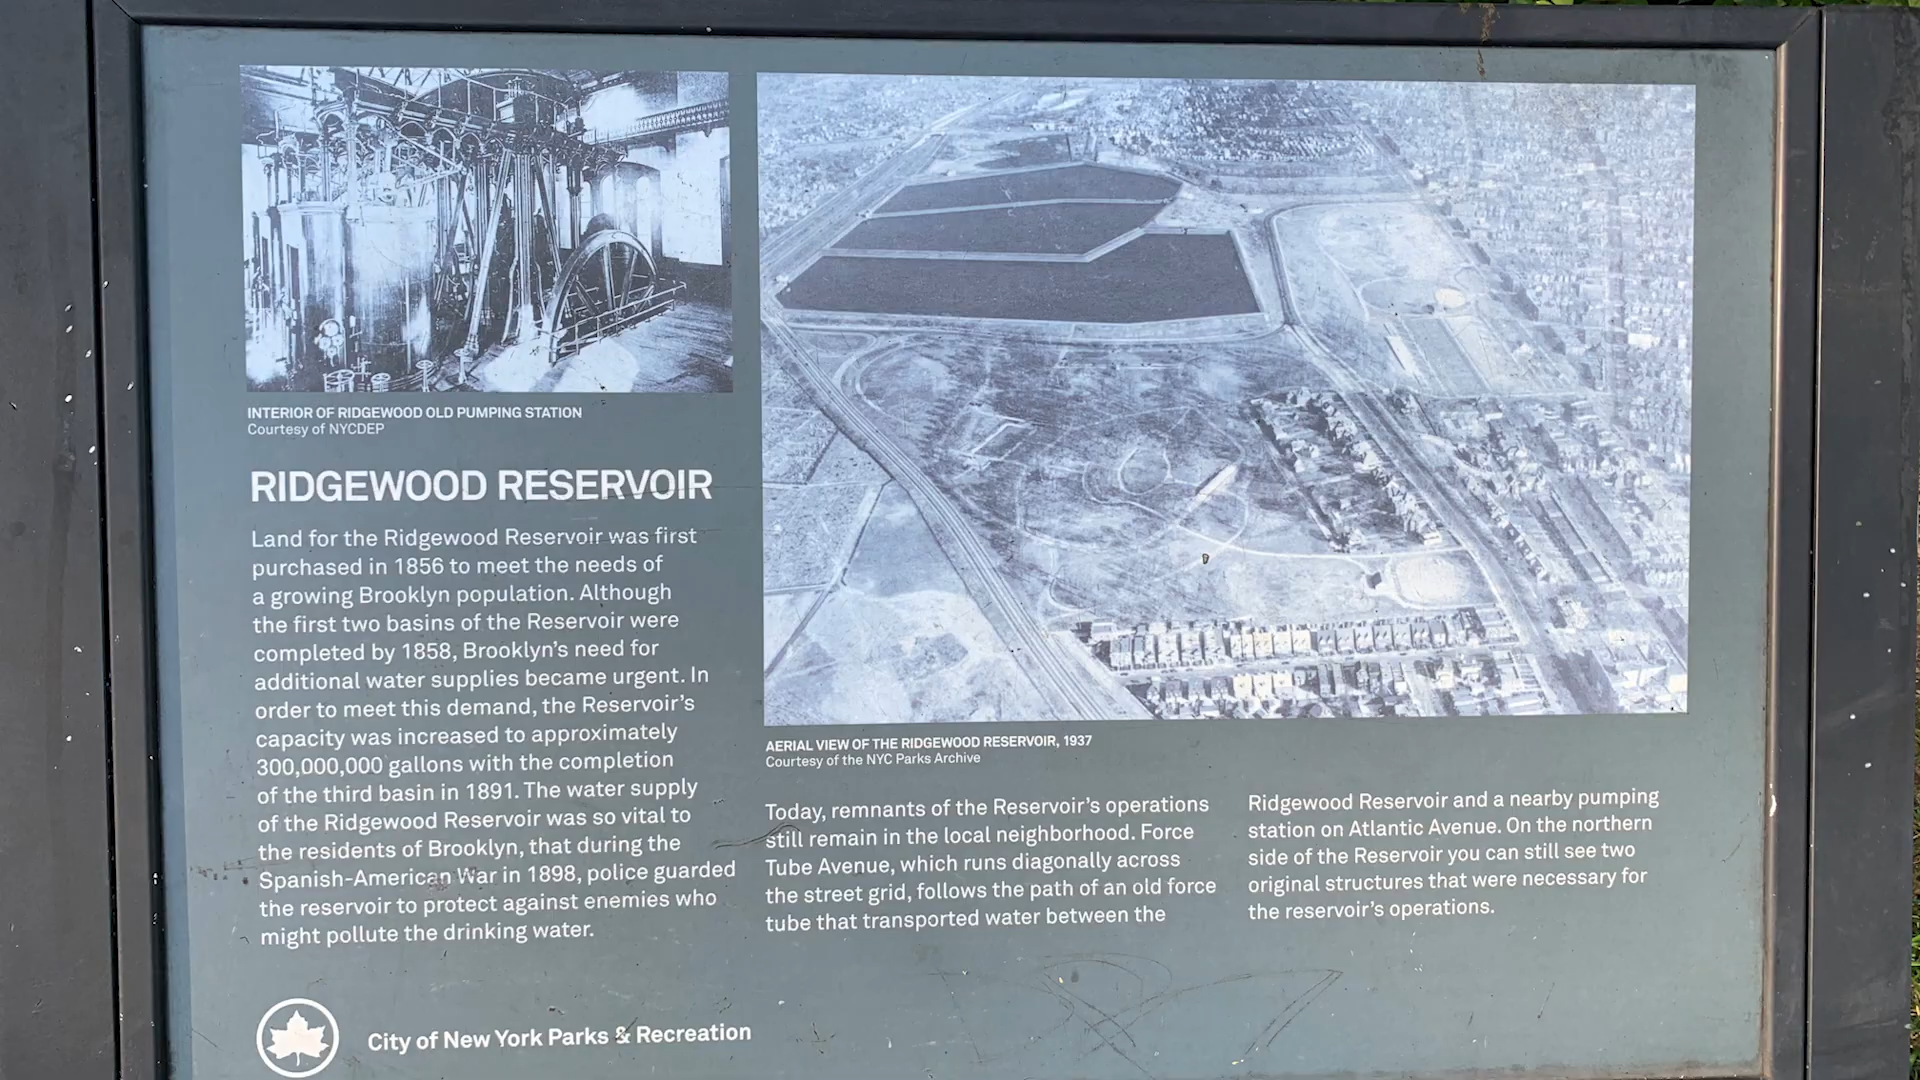 INTERIOR OF RIDGEWOOD OLD PUMPING STATION
Courtesy of NYCDEP
RIDGEWOOD RESERVOIR
Land for the Ridgewood Reservoir was first
purchased in 1856 to meet the needs of
a growing Brooklyn population. Although
the first two basins of the Reservoir were
completed by 1858, Brooklyn's need for
additional water supplies became urgent. In
order to meet this demand, the Reservoir's
capacity was increased to approximately
300,000,000 gallons with the completion
of the third basin in 1891. The water supply
of the Ridgewood Reservoir was so vital to
the residents of Brooklyn, that during the
Spanish-American War in 1898, police guarded
the reservoir to protect against enemies who
might pollute the drinking water.
AERIAL VIEW OF THE RIDGEWOOD RESERVOIR, 1937
Courtesy of the NYC Parks Archive
Today, remnants of the Reservoir's operations
still remain in the local neighborhood. Force
Tube Avenue, which runs diagonally across
the street grid, follows the path of an old force
tube that transported water between the
Ridgewood Reservoir and a nearby pumping
station on Atlantic Avenue. On the northern
side of the Reservoir you can still see two
original structures that were necessary for
the reservoir's operations.
City of New York Parks & Recreation